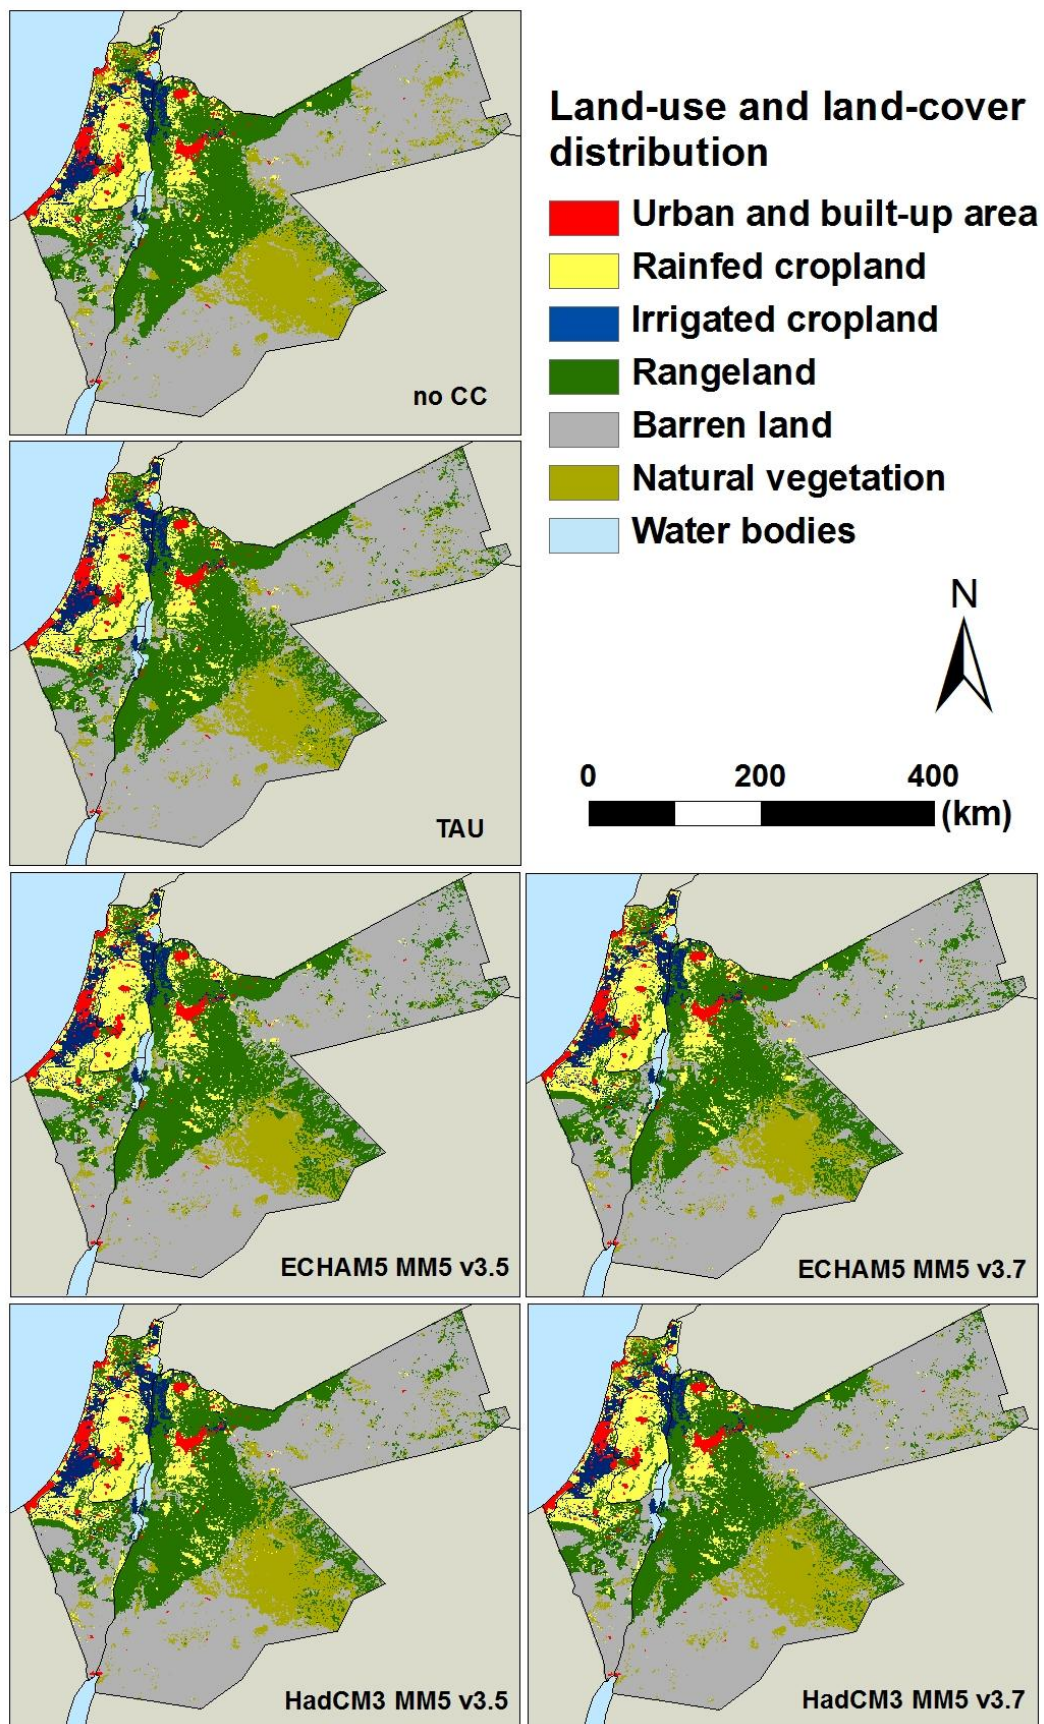 Land-use and land-cover
distribution
Urban and built-up area
Rainfed cropland
Irrigated cropland
Rangeland
Barren land
Natural vegetation
Water bodies
no CC
N
0 200 400
(km)
TAU
ECHAM5 MM5 v3.5
ECHAM5 MM5 v3.7
HadCM3 MM5 v3.5
HadCM3 MM5 v3.7